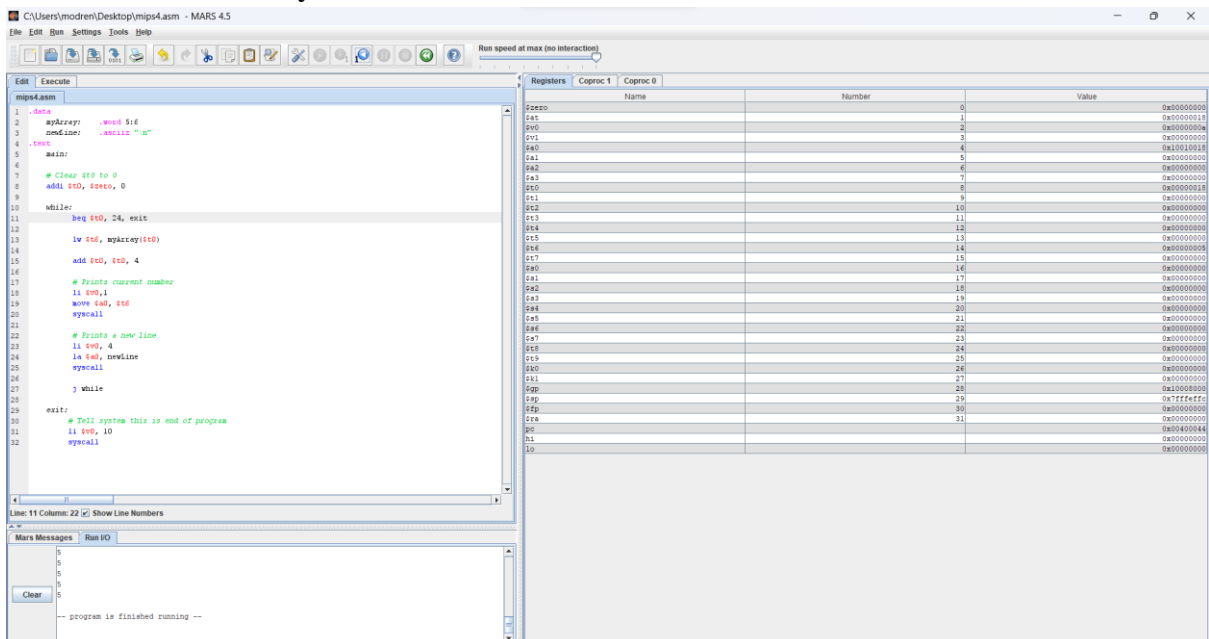 C:\Users\modren\Desktop\mips4.asm - MARS 4.5
File Edit Run Settings Tools Help
Run speed at max (no interaction)
Edit Execute
mips4.asm
1 .data
2 myArray: .word 5:6
3 newLine: .asciiz "\n"
4 .text
5 main:
6
7 # Clear $t0 to 0
8 addi $t0, $zero, 0
9
10 while:
11 beq $t0, 24, exit
12
13 lw $t6, myArray($t0)
14
15 add $t0, $t0, 4
16
17 # Prints current number
18 li $v0,1
19 move $a0, $t6
20 syscall
21
22 # Prints a new line
23 li $v0, 4
24 la $a0, newLine
25 syscall
26
27 j while
28
29 exit:
30 # Tell system this is end of program
31 li $v0, 10
32 syscall
Line: 11 Column: 22 Show Line Numbers
Mars Messages Run I/O
5
5
5
5
5
-- program is finished running --
Clear
Registers Coproc 1 Coproc 0
Name Number Value
$zero 0 0x00000000
$at 1 0x00000018
$v0 2 0x0000000a
$v1 3 0x00000000
$a0 4 0x10010018
$a1 5 0x00000000
$a2 6 0x00000000
$a3 7 0x00000000
$t0 8 0x00000018
$t1 9 0x00000000
$t2 10 0x00000000
$t3 11 0x00000000
$t4 12 0x00000000
$t5 13 0x00000000
$t6 14 0x00000005
$t7 15 0x00000000
$s0 16 0x00000000
$s1 17 0x00000000
$s2 18 0x00000000
$s3 19 0x00000000
$s4 20 0x00000000
$s5 21 0x00000000
$s6 22 0x00000000
$s7 23 0x00000000
$t8 24 0x00000000
$t9 25 0x00000000
$k0 26 0x00000000
$k1 27 0x00000000
$gp 28 0x10008000
$sp 29 0x7fffeffc
$fp 30 0x00000000
$ra 31 0x00000000
pc 0x00400044
hi 0x00000000
lo 0x00000000